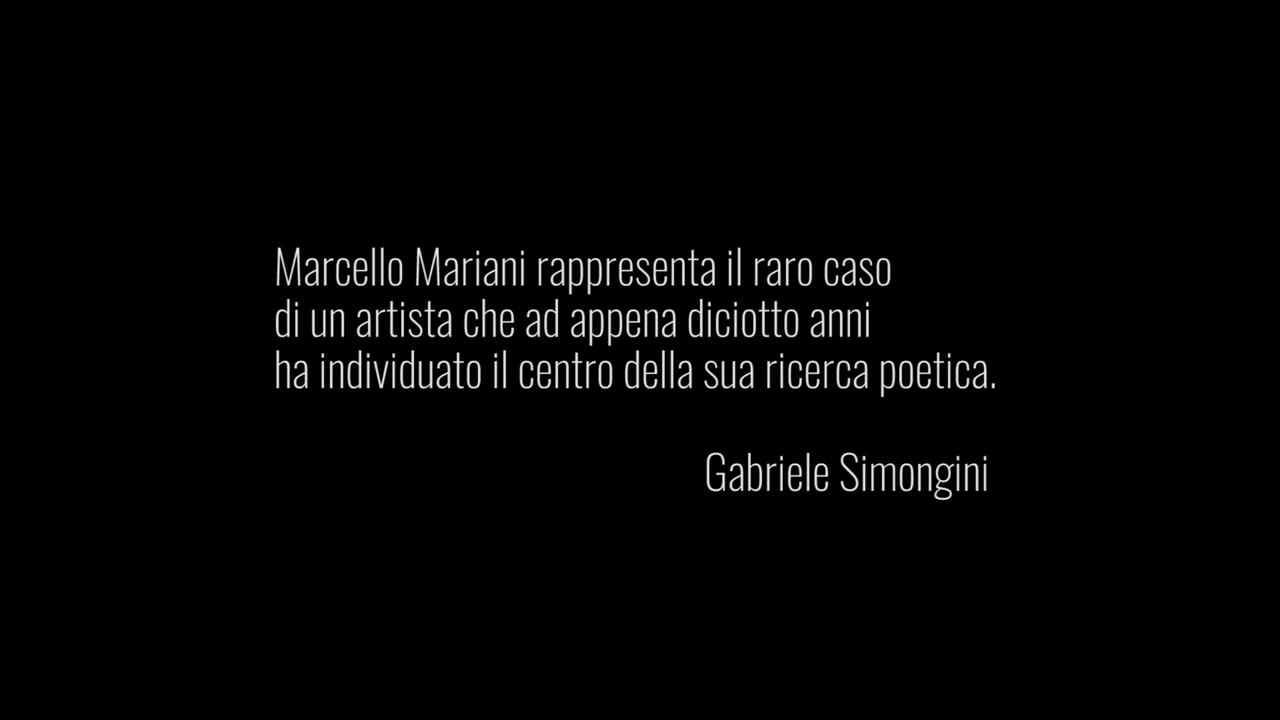 Marcello Mariani rappresenta il raro caso
di un artista che ad appena diciotto anni
ha individuato il centro della sua ricerca poetica.
Gabriele Simongini